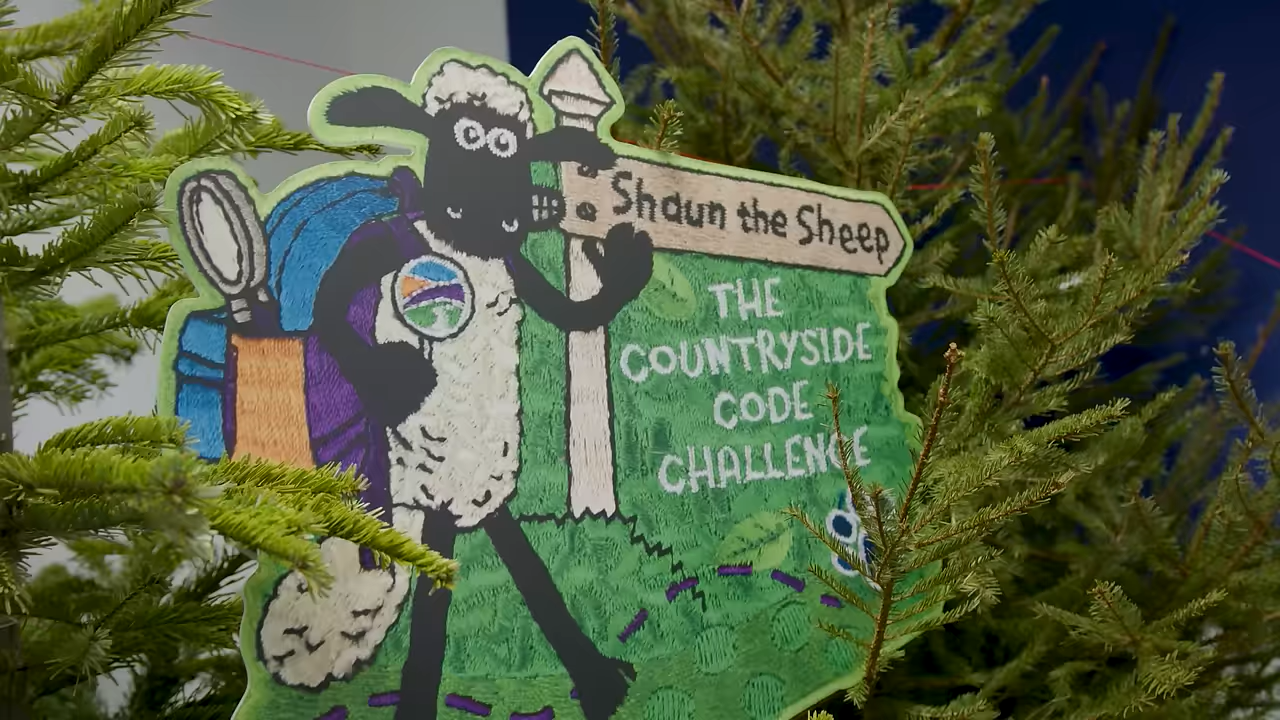 Shaun the Sheep
THE
COUNTRYSIDE
CODE
CHALLENGE